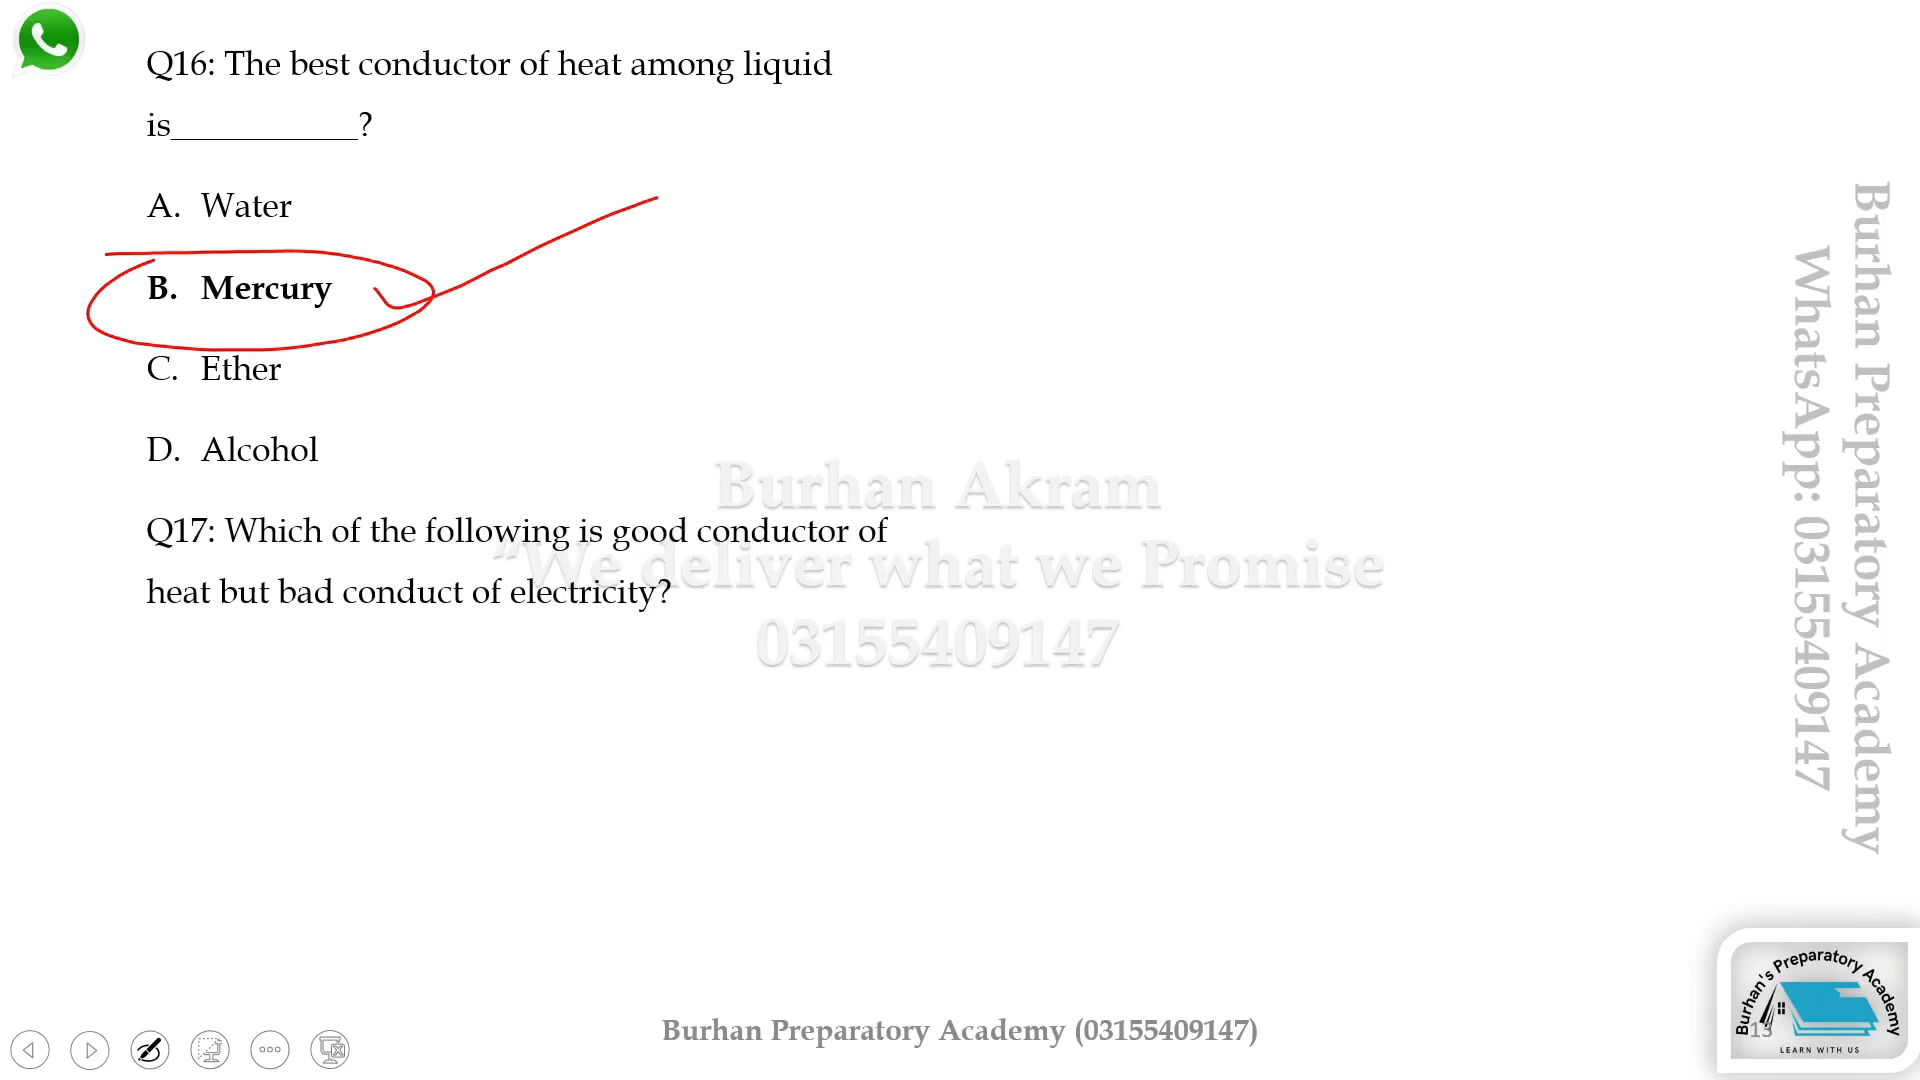 Q16: The best conductor of heat among liquid
is___________?
A. Water
B. Mercury
C. Ether
D. Alcohol
Q17: Which of the following is good conductor of
heat but bad conduct of electricity?
Burhan Akram
“We deliver what we Promise
03155409147
Burhan Preparatory Academy
WhatsApp: 03155409147
Burhan Preparatory Academy (03155409147)
Burhan's Preparatory Academy
13
LEARN WITH US